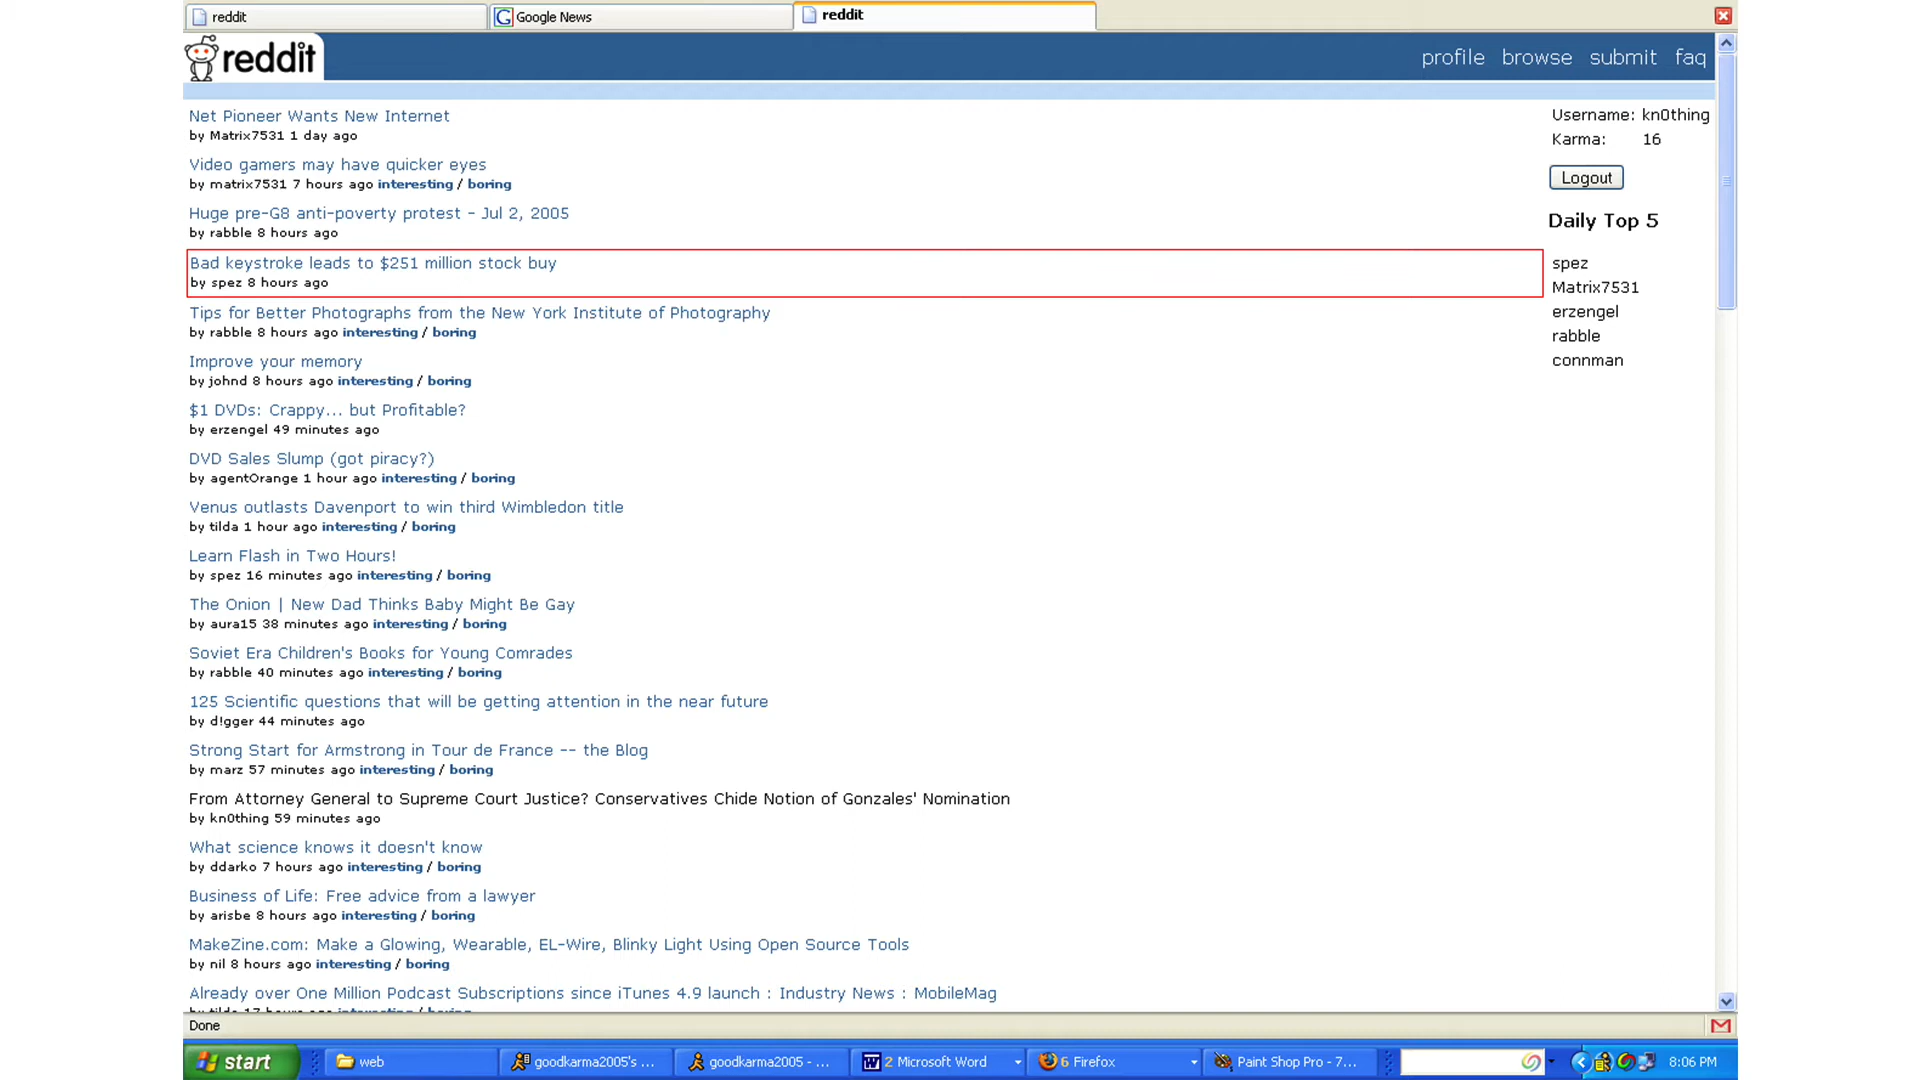 reddit
Google News
reddit
reddit
profile browse submit faq
Net Pioneer Wants New Internet
by Matrix7531 1 day ago
Video gamers may have quicker eyes
by matrix7531 7 hours ago interesting / boring
Huge pre-G8 anti-poverty protest - Jul 2, 2005
by rabble 8 hours ago
Bad keystroke leads to $251 million stock buy
by spez 8 hours ago
Tips for Better Photographs from the New York Institute of Photography
by rabble 8 hours ago interesting / boring
Improve your memory
by johnd 8 hours ago interesting / boring
$1 DVDs: Crappy... but Profitable?
by erzengel 49 minutes ago
DVD Sales Slump (got piracy?)
by agentOrange 1 hour ago interesting / boring
Venus outlasts Davenport to win third Wimbledon title
by tilda 1 hour ago interesting / boring
Learn Flash in Two Hours!
by spez 16 minutes ago interesting / boring
The Onion | New Dad Thinks Baby Might Be Gay
by aura15 38 minutes ago interesting / boring
Soviet Era Children's Books for Young Comrades
by rabble 40 minutes ago interesting / boring
125 Scientific questions that will be getting attention in the near future
by d!gger 44 minutes ago
Strong Start for Armstrong in Tour de France -- the Blog
by marz 57 minutes ago interesting / boring
From Attorney General to Supreme Court Justice? Conservatives Chide Notion of Gonzales' Nomination
by kn0thing 59 minutes ago
What science knows it doesn't know
by ddarko 7 hours ago interesting / boring
Business of Life: Free advice from a lawyer
by arisbe 8 hours ago interesting / boring
MakeZine.com: Make a Glowing, Wearable, EL-Wire, Blinky Light Using Open Source Tools
by nil 8 hours ago interesting / boring
Already over One Million Podcast Subscriptions since iTunes 4.9 launch : Industry News : MobileMag
by tilda 17 hours ago interesting / boring
Username: kn0thing
Karma: 16
Logout
Daily Top 5
spez
Matrix7531
erzengel
rabble
connman
Done
start
web
goodkarma2005's ...
goodkarma2005 - ...
2 Microsoft Word
6 Firefox
Paint Shop Pro - 7...
8:06 PM